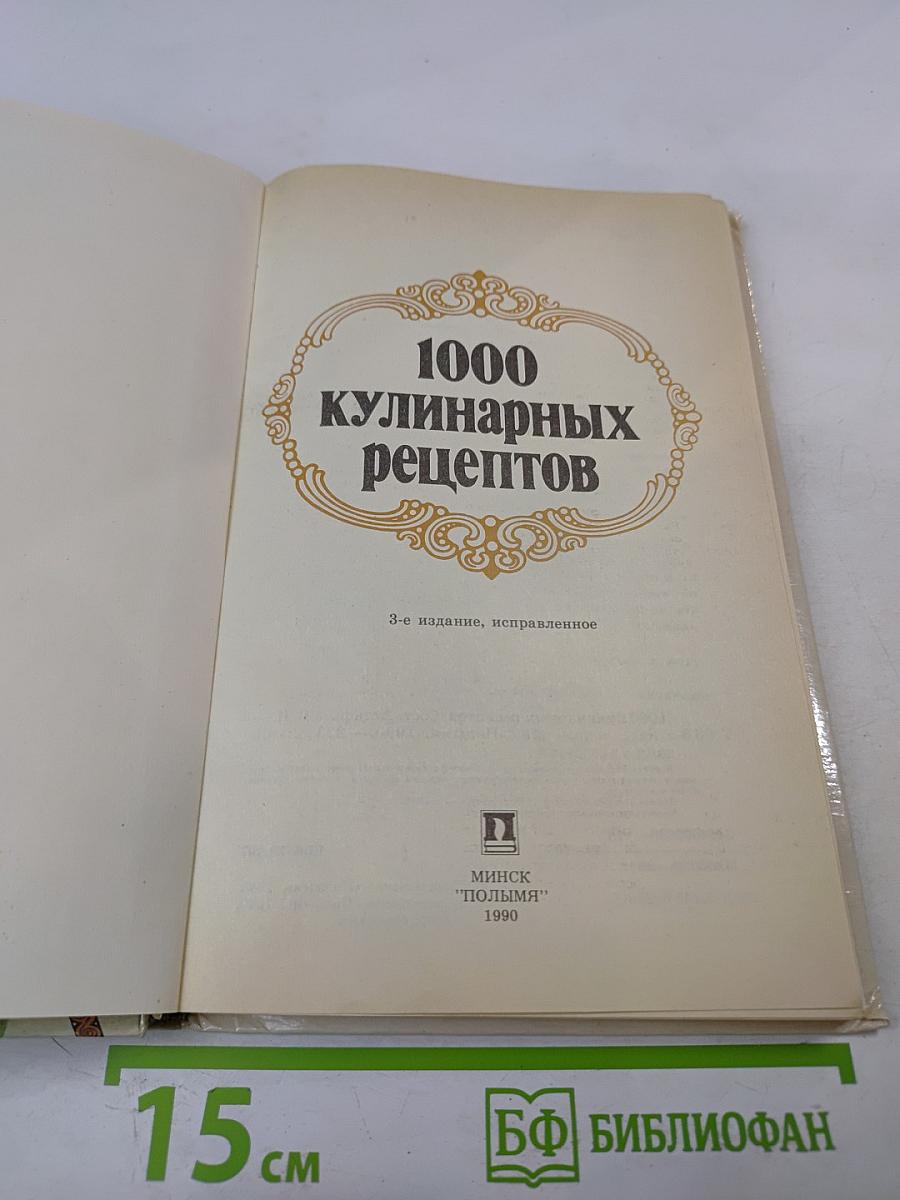 1000
кулинарных
рецептов
3-е издание, исправленное
П
МИНСК
"ПОЛЫМЯ"
1990
15 см
БФ БИБЛИОФАН